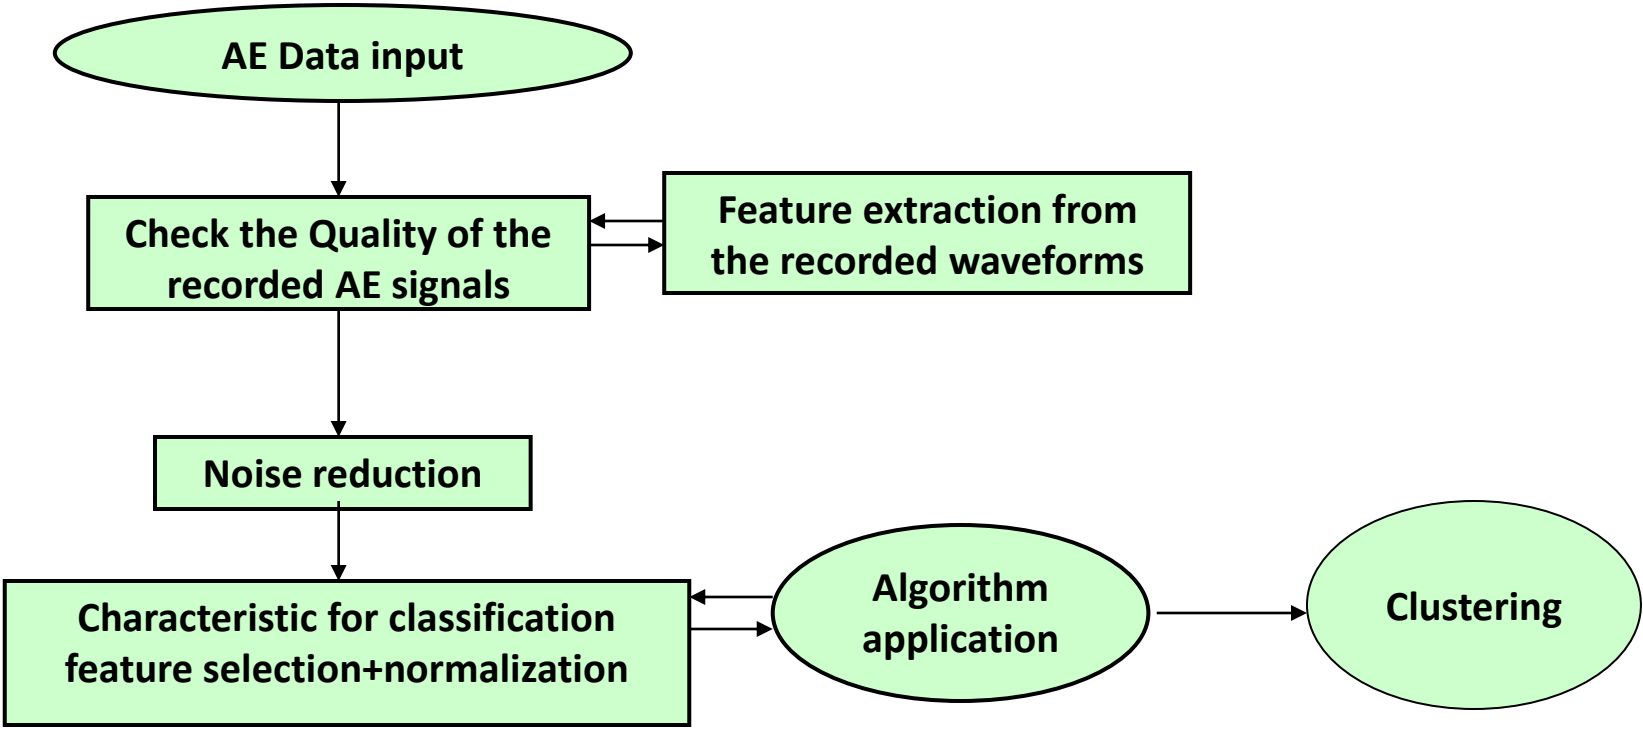 AE Data input
Check the Quality of the
recorded AE signals
Feature extraction from
the recorded waveforms
Noise reduction
Characteristic for classification
feature selection+normalization
Algorithm
application
Clustering